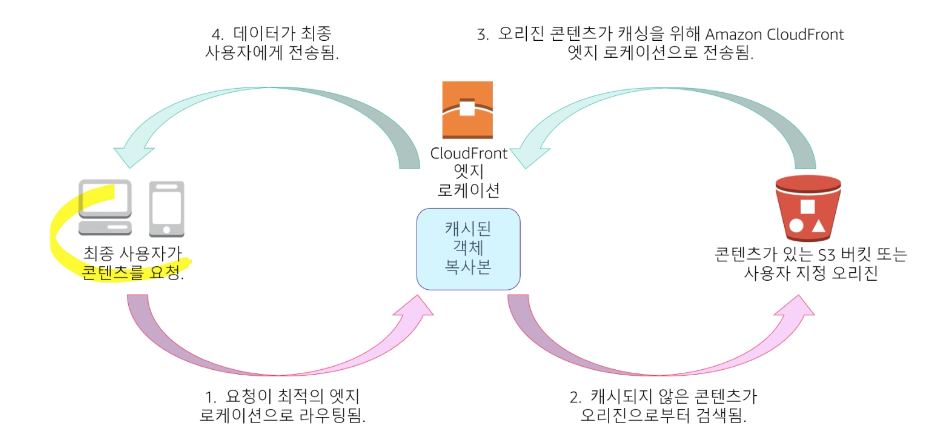 4. 데이터가 최종
사용자에게 전송됨.
3. 오리진 콘텐츠가 캐싱을 위해 Amazon CloudFront
엣지 로케이션으로 전송됨.
CloudFront
엣지
로케이션
캐시된
객체
복사본
최종 사용자가
콘텐츠를 요청.
콘텐츠가 있는 S3 버킷 또는
사용자 지정 오리진
1. 요청이 최적의 엣지
로케이션으로 라우팅됨.
2. 캐시되지 않은 콘텐츠가
오리진으로부터 검색됨.